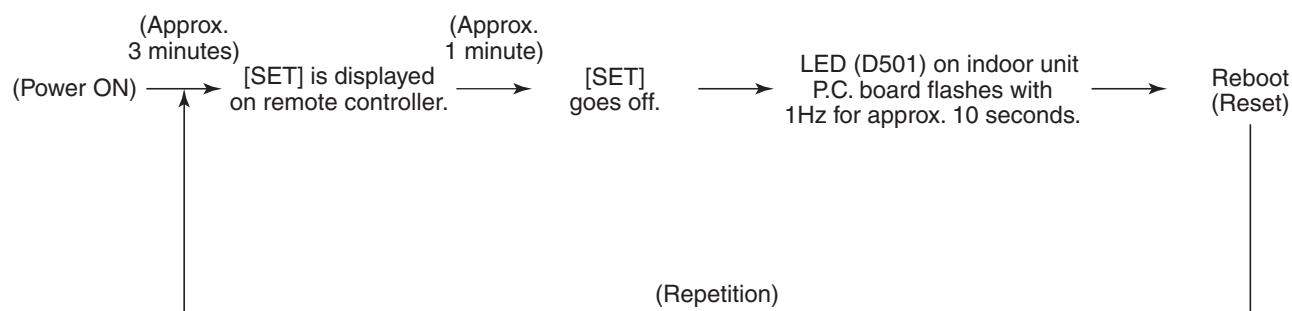 (Power ON)
(Approx.
3 minutes)
[SET] is displayed
on remote controller.
(Approx.
1 minute)
[SET]
goes off.
LED (D501) on indoor unit
P.C. board flashes with
1Hz for approx. 10 seconds.
Reboot
(Reset)
(Repetition)